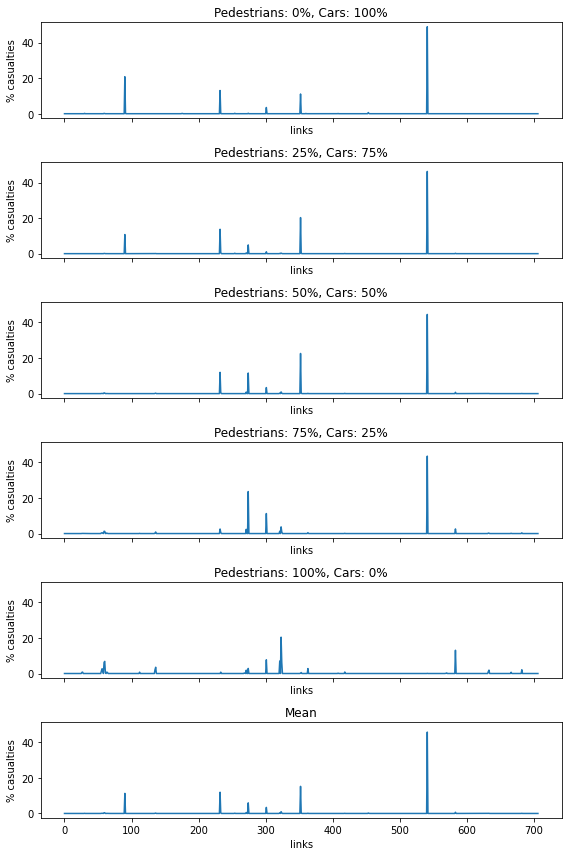 Pedestrians: 0%, Cars: 100%
40
20
0
% casualties
links
Pedestrians: 25%, Cars: 75%
40
20
0
% casualties
links
Pedestrians: 50%, Cars: 50%
40
20
0
% casualties
links
Pedestrians: 75%, Cars: 25%
40
20
0
% casualties
links
Pedestrians: 100%, Cars: 0%
40
20
0
% casualties
links
Mean
40
20
0
% casualties
0 100 200 300 400 500 600 700
links